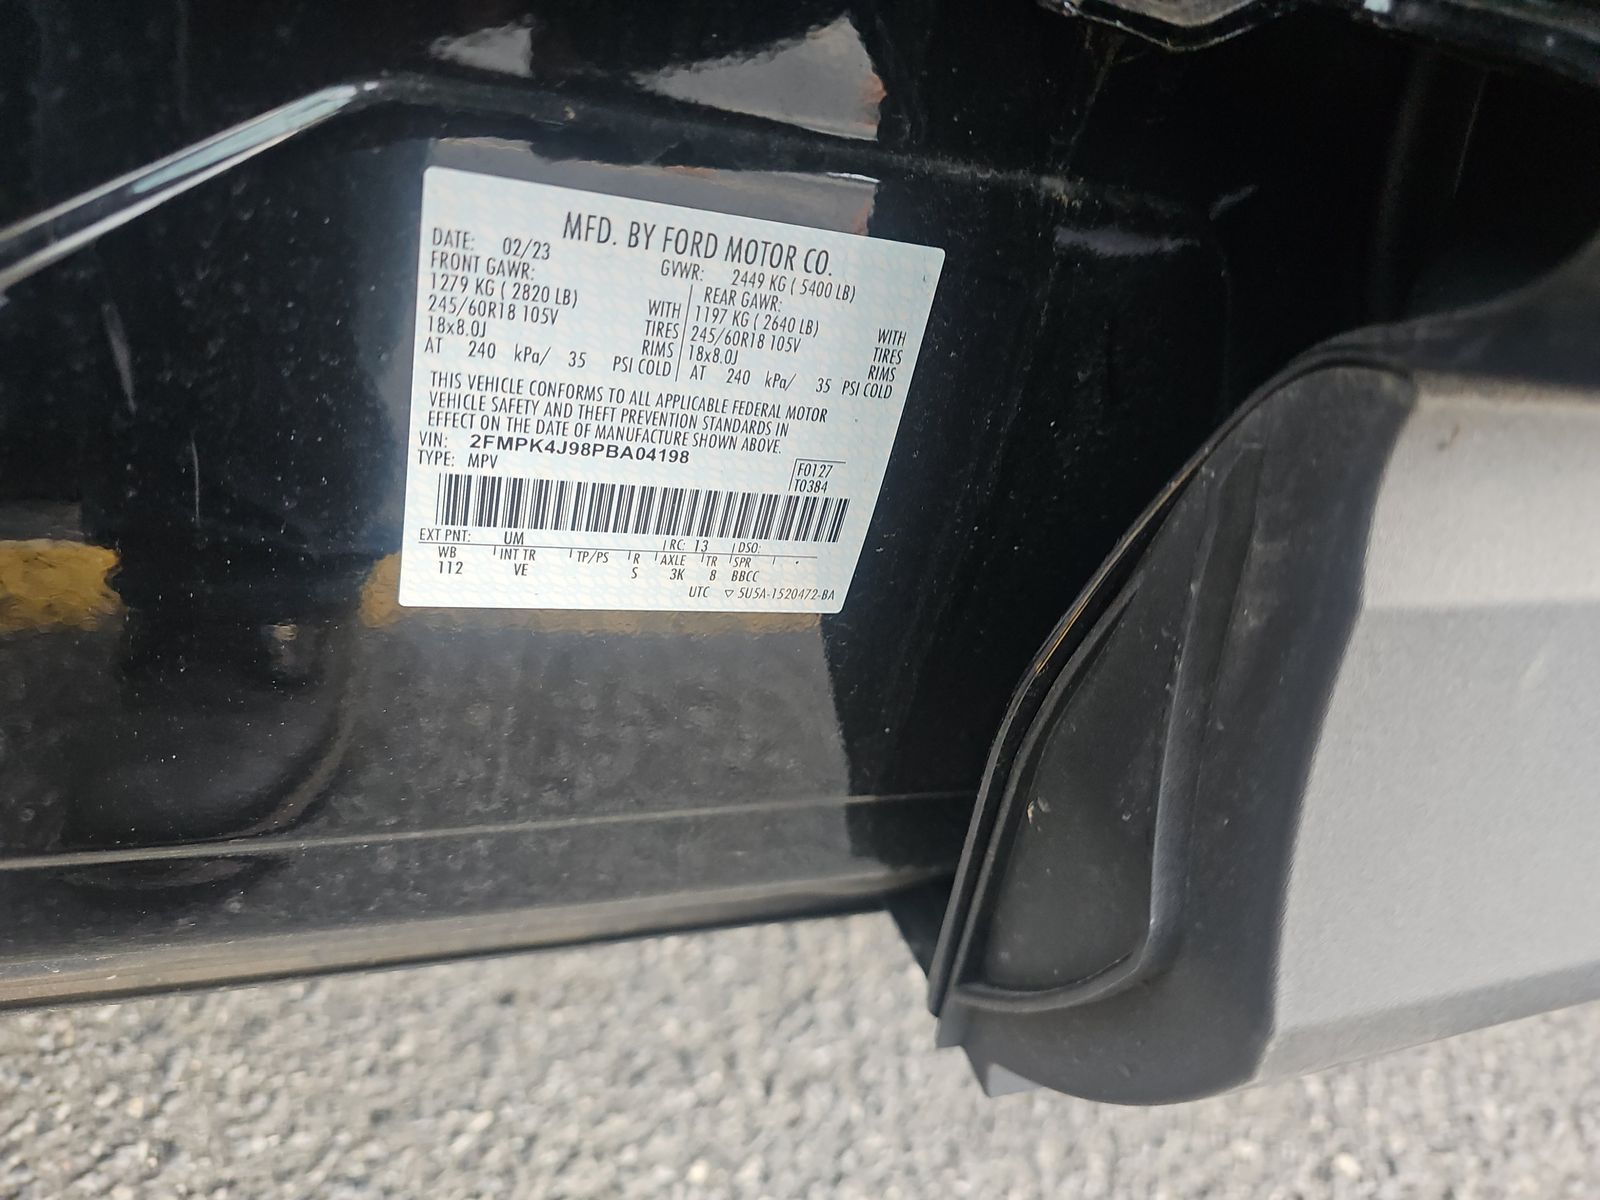 MFD. BY FORD MOTOR CO.
DATE: 02/23 GVWR: 2449 KG ( 5400 LB)
FRONT GAWR: REAR GAWR:
1279 KG ( 2820 LB) WITH 1197 KG ( 2640 LB) WITH
245/60R18 105V TIRES 245/60R18 105V TIRES
18x8.0J RIMS 18x8.0J RIMS
AT 240 kPa/ 35 PSI COLD AT 240 kPa/ 35 PSI COLD
THIS VEHICLE CONFORMS TO ALL APPLICABLE FEDERAL MOTOR
VEHICLE SAFETY AND THEFT PREVENTION STANDARDS IN
EFFECT ON THE DATE OF MANUFACTURE SHOWN ABOVE.
VIN: 2FMPK4J98PBA04198
TYPE: MPV F0127
T0384
EXT PNT: UM RC: 13 DSO:
WB INT TR TP/PS R AXLE TR SPR
112 VE S 3K 8 BBCC
UTC ▽ 5U5A-1520472-BA